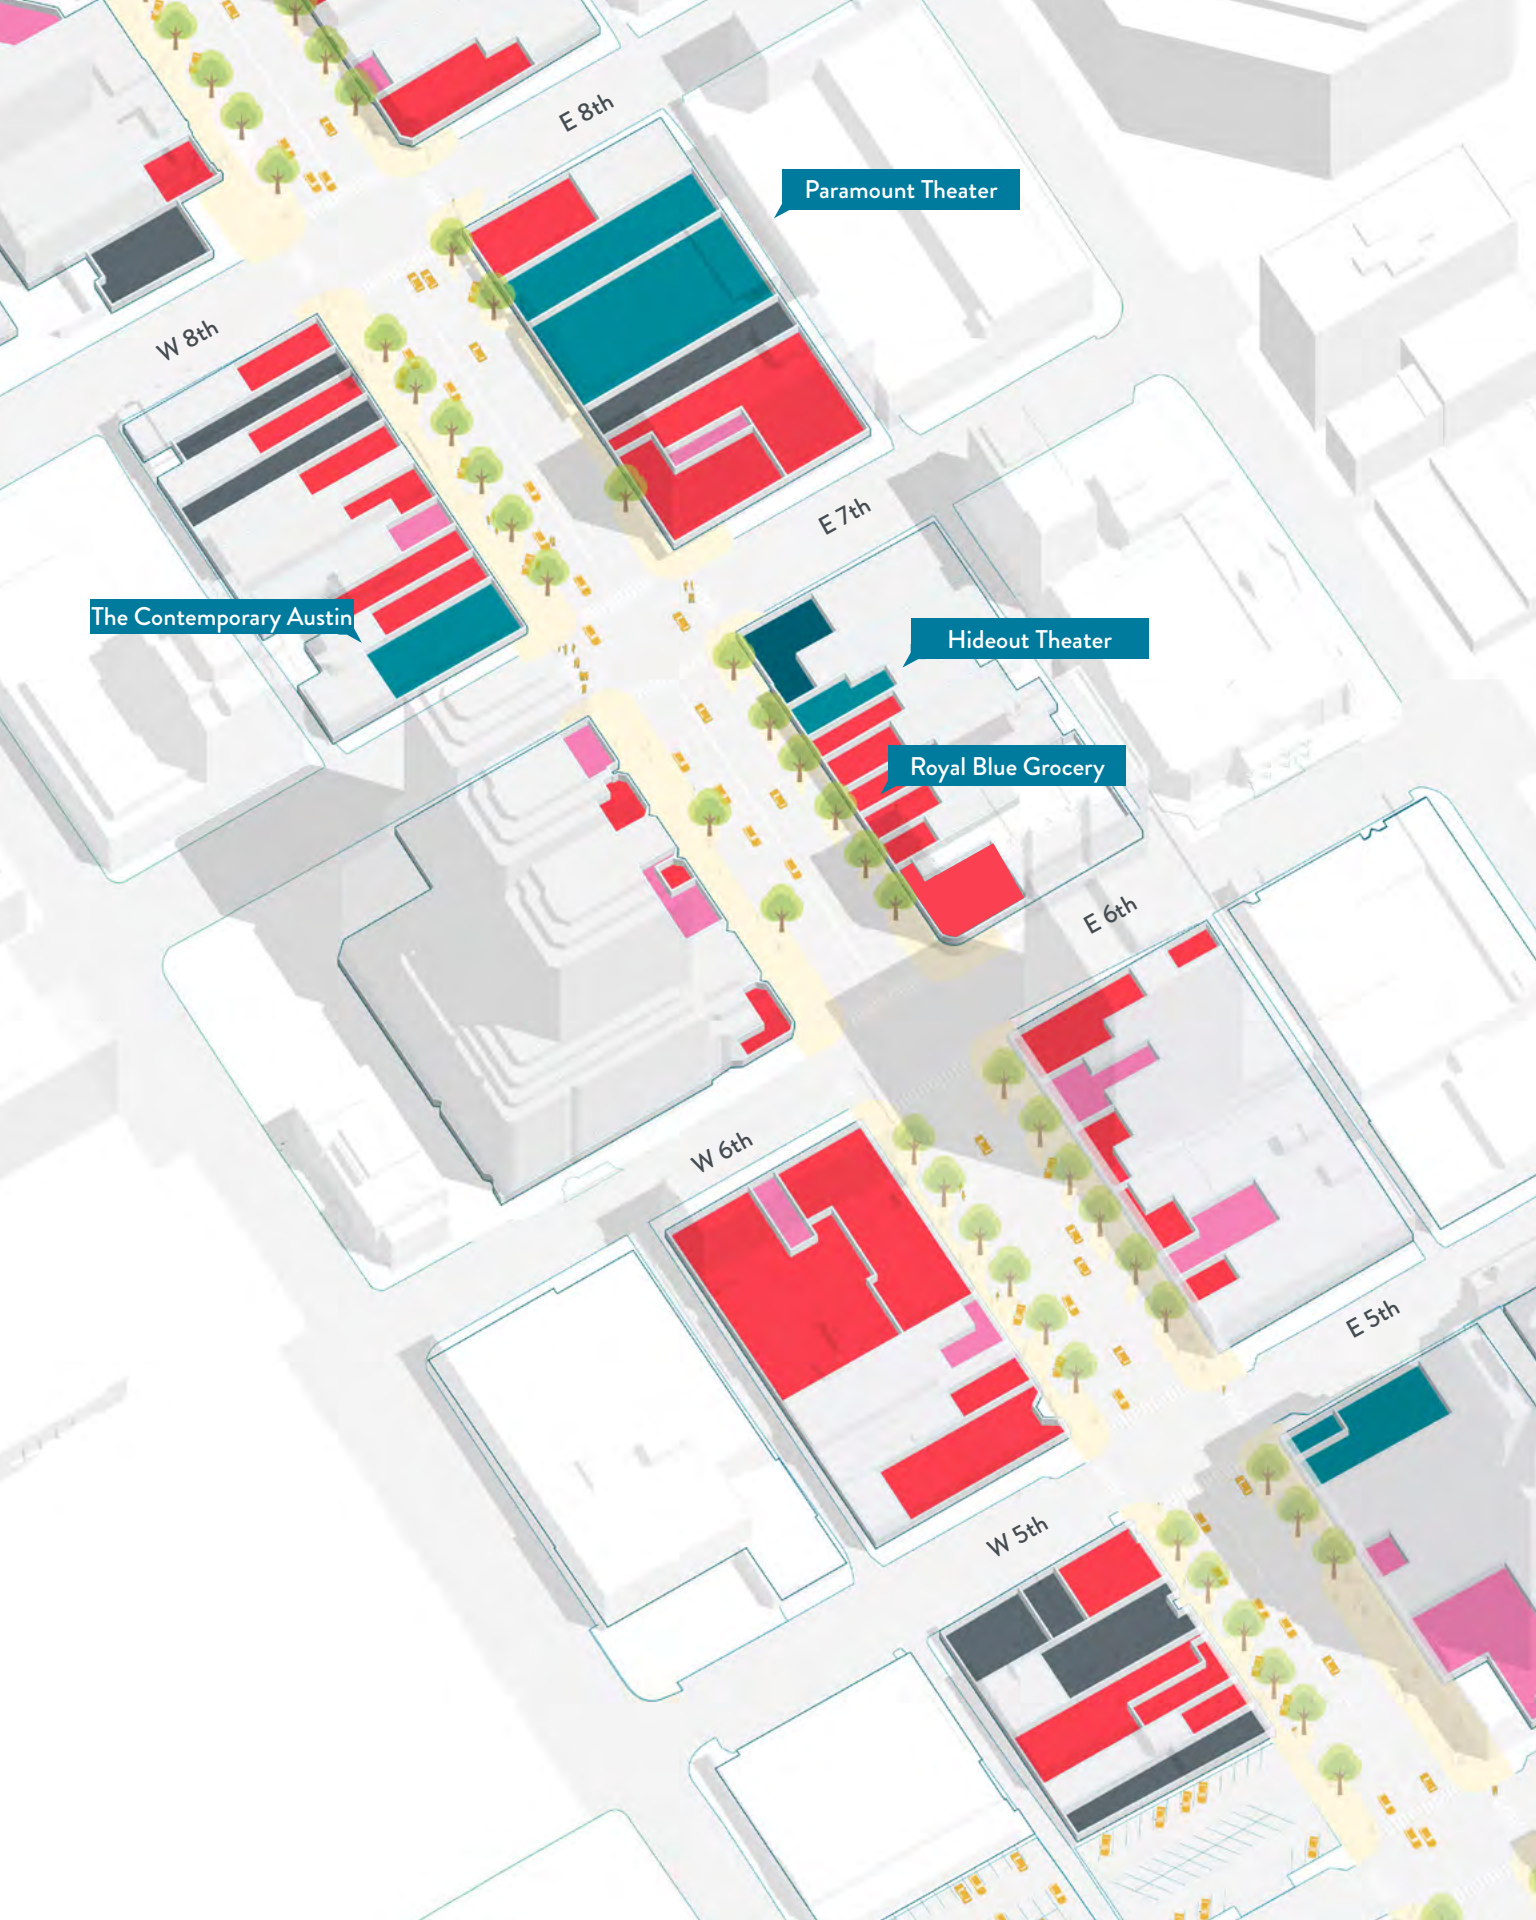 E 8th
Paramount Theater
W 8th
E 7th
The Contemporary Austin
Hideout Theater
Royal Blue Grocery
E 6th
W 6th
E 5th
W 5th